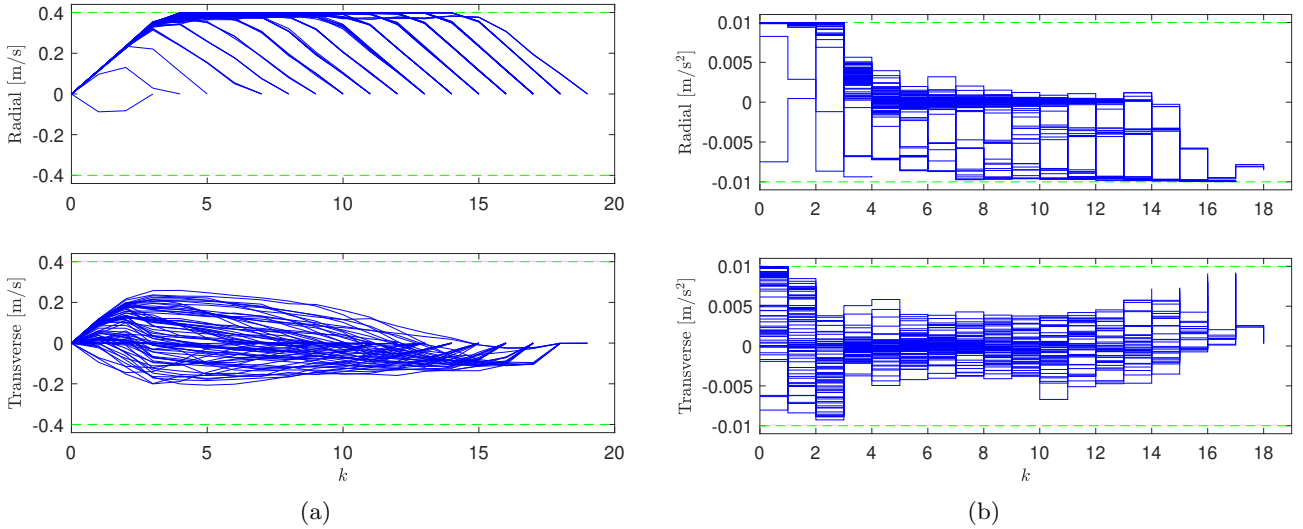 0.4
0.2
0
-0.2
-0.4
Radial [m/s]
0 5 10 15 20
0.4
0.2
0
-0.2
-0.4
Transverse [m/s]
0 5 10 15 20
k
(a)
0.01
0.005
0
-0.005
-0.01
Radial [m/s²]
0 2 4 6 8 10 12 14 16 18
0.01
0.005
0
-0.005
-0.01
Transverse [m/s²]
0 2 4 6 8 10 12 14 16 18
k
(b)